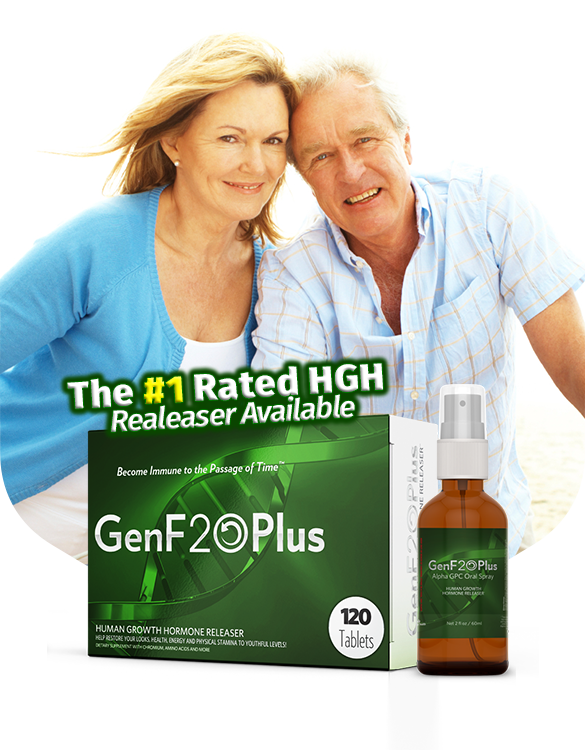 The #1 Rated HGH
Realeaser Available
Become Immune to the Passage of Time™
GenF20Plus
HUMAN GROWTH HORMONE RELEASER
HELP RESTORE YOUR LOOKS, HEALTH, ENERGY AND PHYSICAL STAMINA TO YOUTHFUL LEVELS!
DIETARY SUPPLEMENT WITH CHROMIUM, AMINO ACIDS AND MORE
120
Tablets
GenF20Plus
GenF20Plus
Alpha GPC Oral Spray
HUMAN GROWTH
HORMONE RELEASER
Net 2 fl oz / 60ml